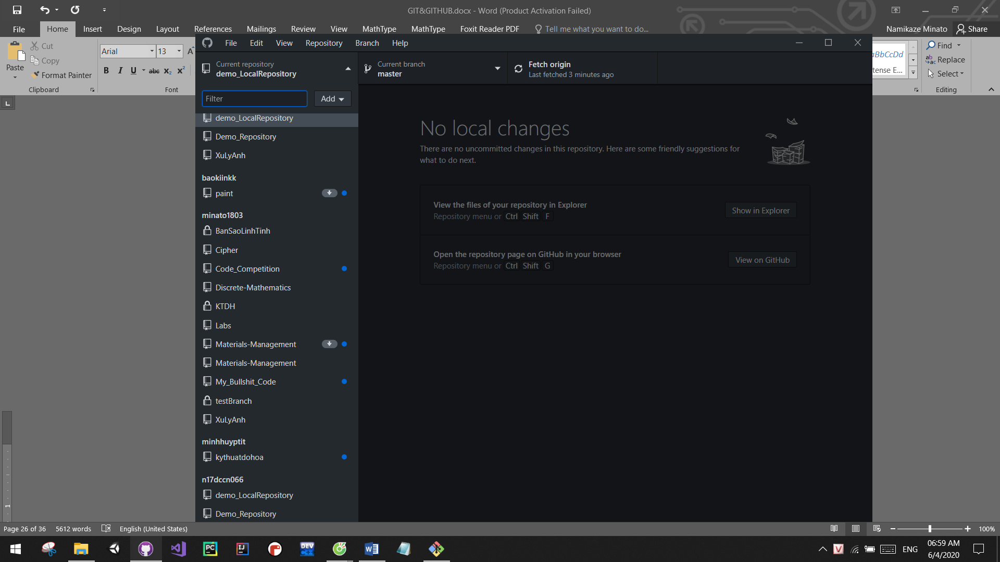 GIT&GITHUB.docx - Word (Product Activation Failed)
File Home Insert Design Layout References Mailings Review View MathType MathType Foxit Reader PDF Tell me what you want to do... Namikaze Minato Share
Paste
Cut
Copy
Format Painter
Clipboard
Arial 13 A
B I U abc x₂ x²
Font
aBbCcDd
tense E...
Find
Replace
Select
Editing
File Edit View Repository Branch Help
Current repository
demo_LocalRepository
Current branch
master
Fetch origin
Last fetched 3 minutes ago
Filter
Add
demo_LocalRepository
Demo_Repository
XuLyAnh
baokiinkk
paint
minato1803
BanSaoLinhTinh
Cipher
Code_Competition
Discrete-Mathematics
KTDH
Labs
Materials-Management
Materials-Management
My_Bullshit_Code
testBranch
XuLyAnh
minhhuyptit
kythuatdohoa
n17dccn066
demo_LocalRepository
Demo_Repository
No local changes
There are no uncommitted changes in this repository. Here are some friendly suggestions for
what to do next.
View the files of your repository in Explorer
Repository menu or Ctrl Shift F
Show in Explorer
Open the repository page on GitHub in your browser
Repository menu or Ctrl Shift G
View on GitHub
1
Page 26 of 36 5612 words English (United States) 100%
PC IJ DEV C++ W V ENG
06:59 AM
6/4/2020